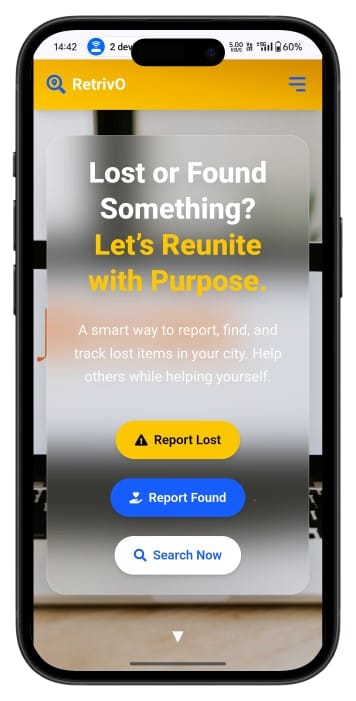 14:42
2 dev
5.00 KB/S
60%
RetrivO
Lost or Found
Something?
Let's Reunite
with Purpose.
A smart way to report, find, and
track lost items in your city. Help
others while helping yourself.
Report Lost
Report Found
Search Now